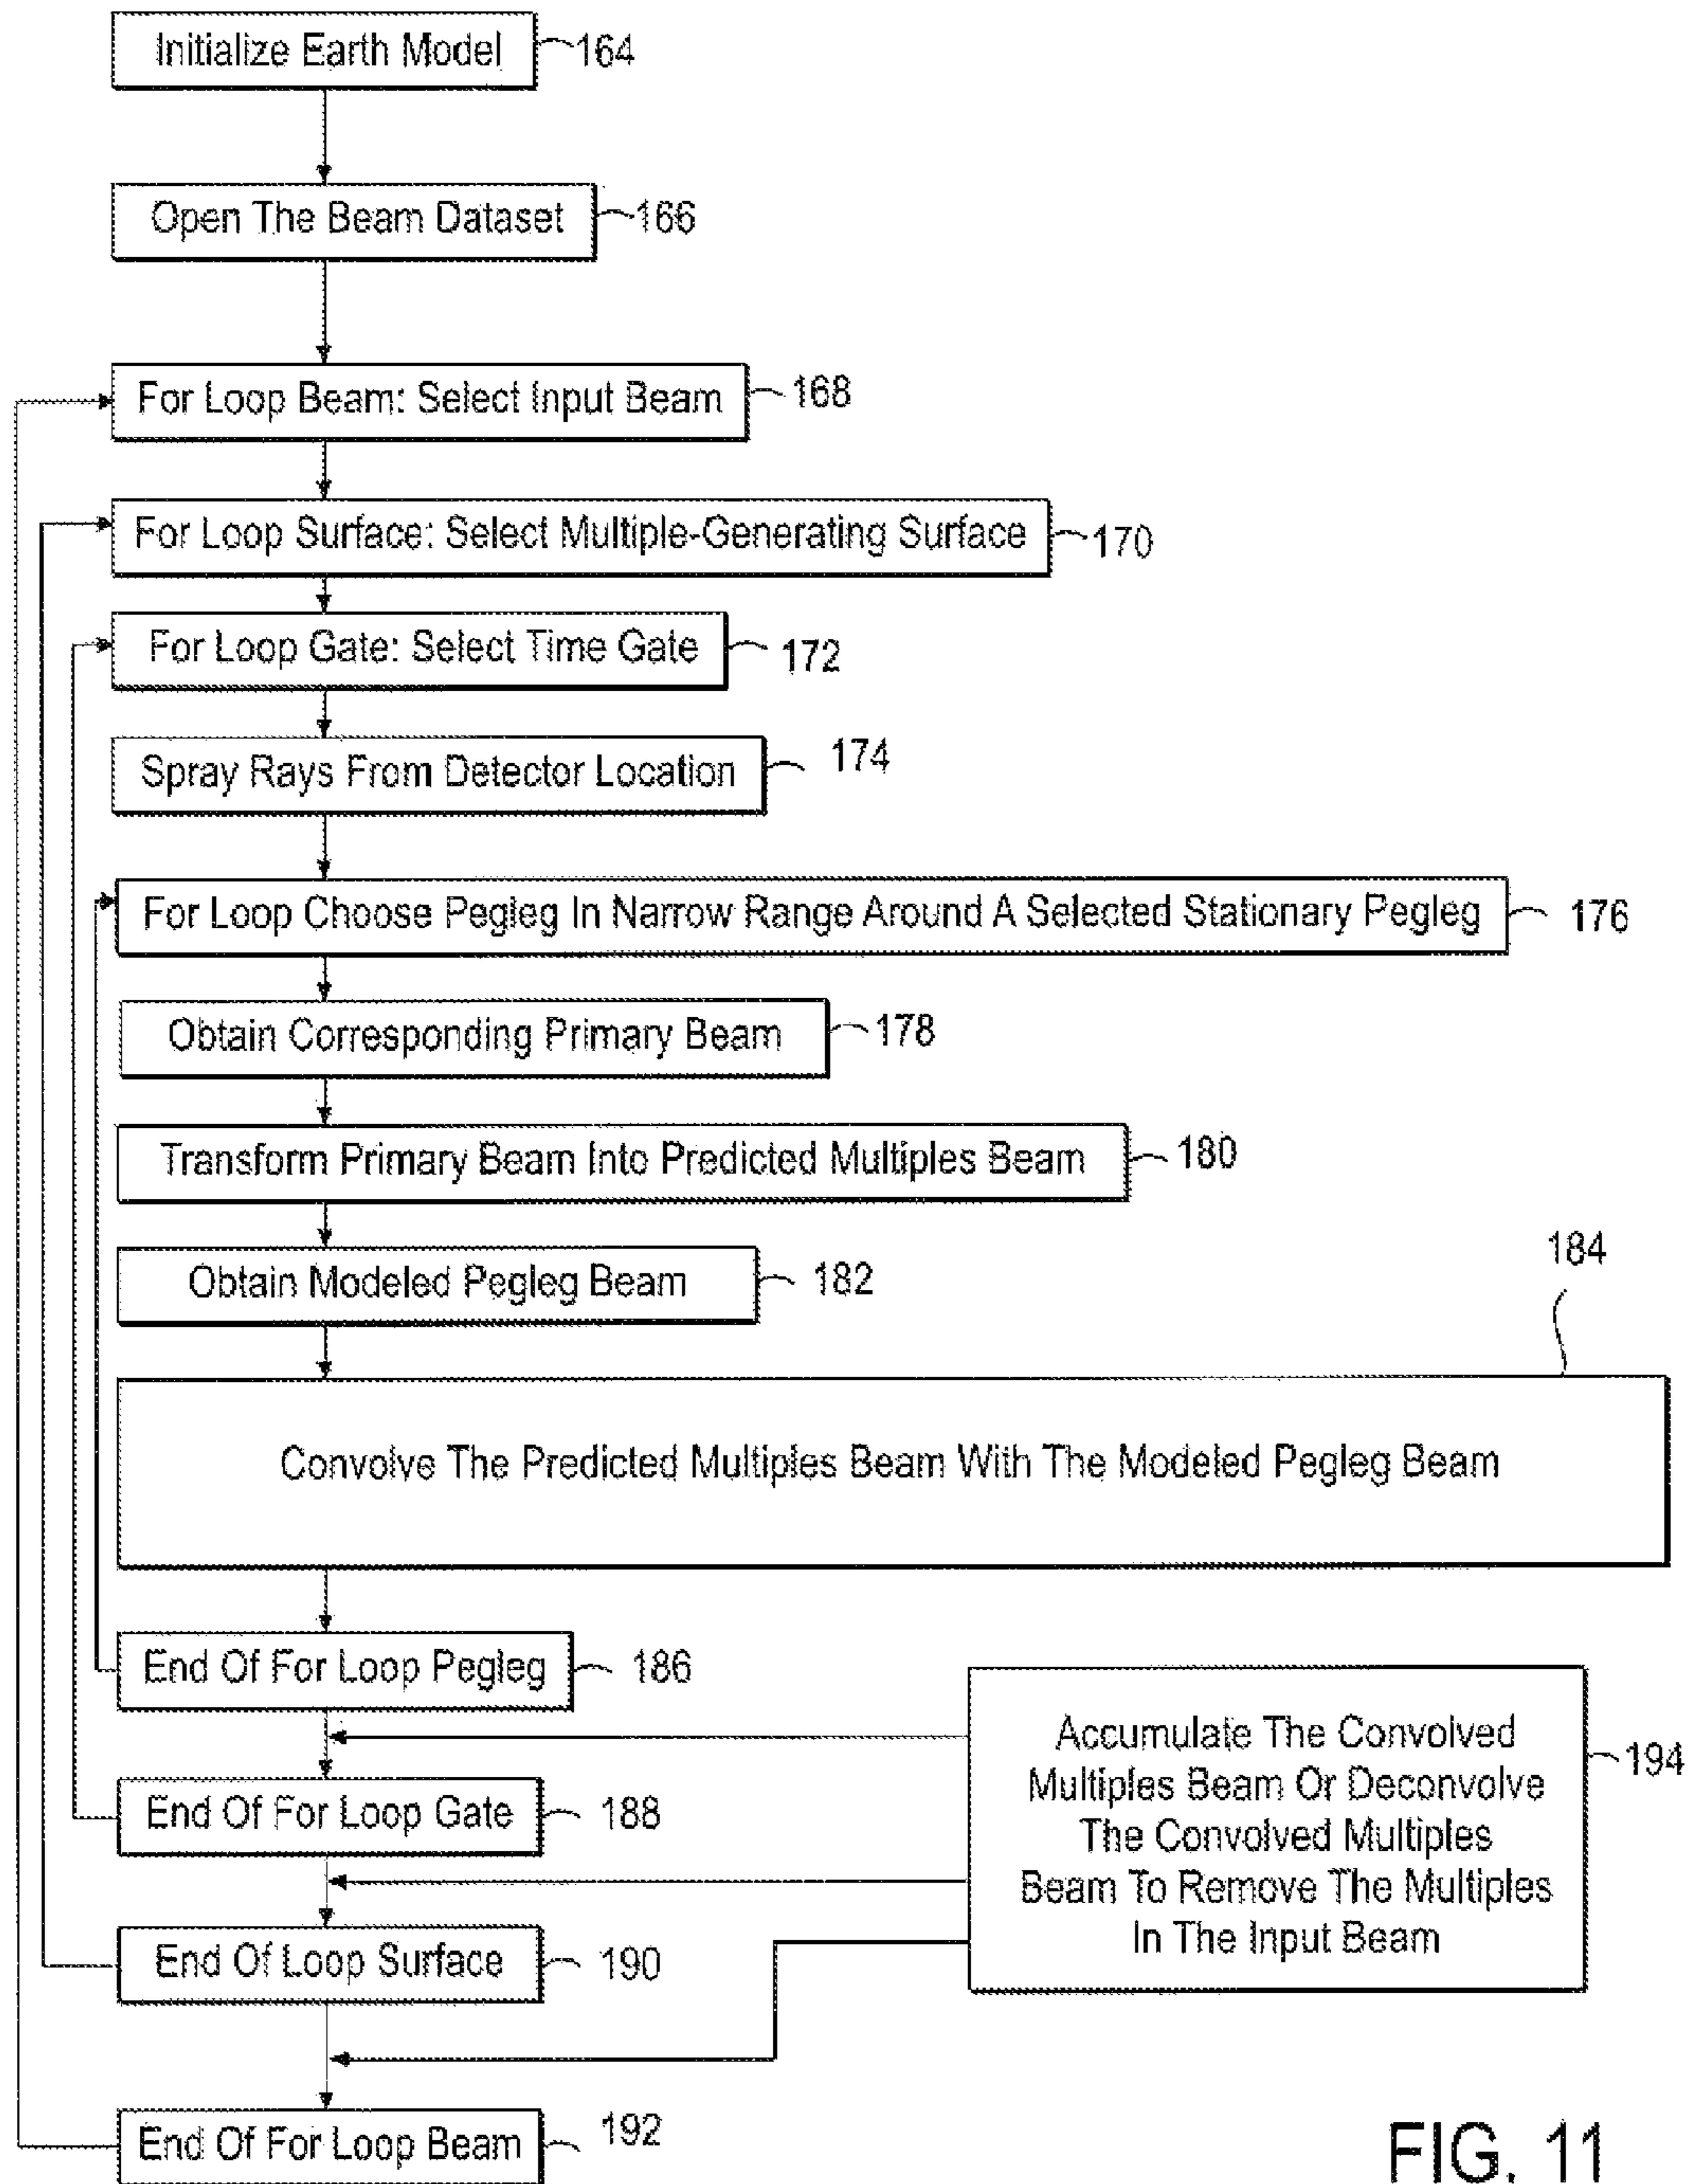 Initialize Earth Model
164
Open The Beam Dataset
166
For Loop Beam: Select Input Beam
168
For Loop Surface: Select Multiple-Generating Surface
170
For Loop Gate: Select Time Gate
172
Spray Rays From Detector Location
174
For Loop Choose Pegleg In Narrow Range Around A Selected Stationary Pegleg
176
Obtain Corresponding Primary Beam
178
Transform Primary Beam Into Predicted Multiples Beam
180
Obtain Modeled Pegleg Beam
182
184
Convolve The Predicted Multiples Beam With The Modeled Pegleg Beam
End Of For Loop Pegleg
186
Accumulate The Convolved
Multiples Beam Or Deconvolve
The Convolved Multiples
Beam To Remove The Multiples
In The Input Beam
194
End Of For Loop Gate
188
End Of Loop Surface
190
End Of For Loop Beam
192
FIG. 11